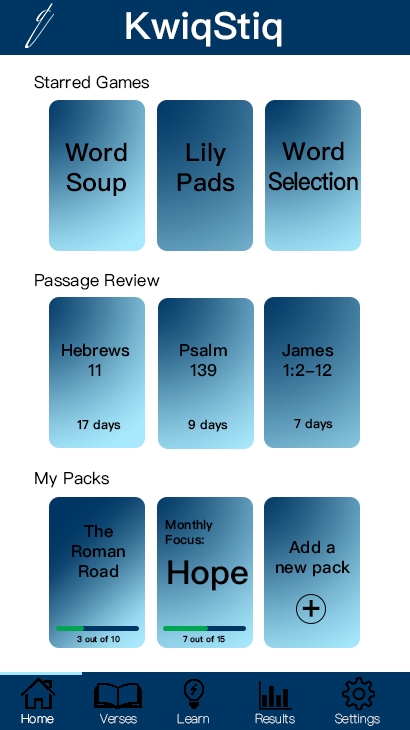 KwiqStiq
Starred Games
Word
Soup
Lily
Pads
Word
Selection
Passage Review
Hebrews
11
17 days
Psalm
139
9 days
James
1:2–12
7 days
My Packs
The
Roman
Road
3 out of 10
Monthly
Focus:
Hope
7 out of 15
Add a
new pack
Home
Verses
Learn
Results
Settings